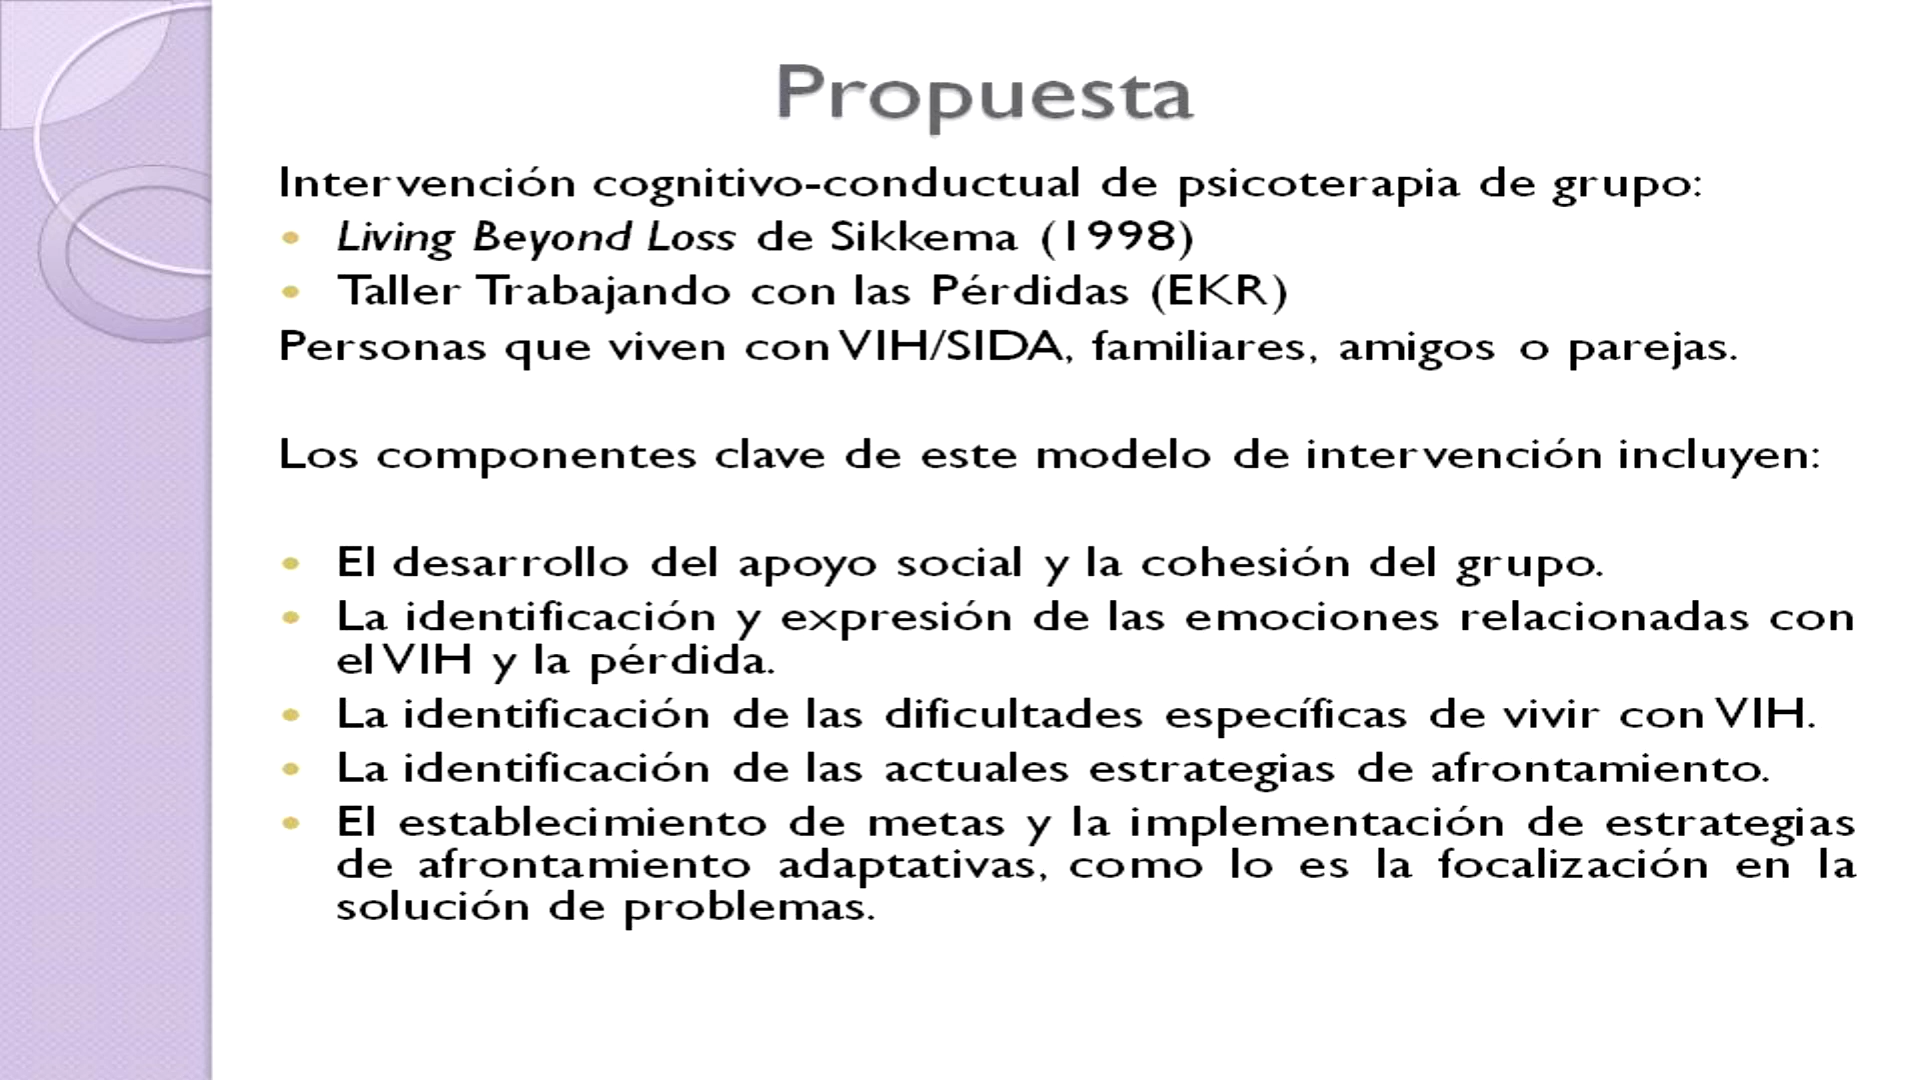 Propuesta
Intervención cognitivo-conductual de psicoterapia de grupo:
• Living Beyond Loss de Sikkema (1998)
• Taller Trabajando con las Pérdidas (EKR)
Personas que viven con VIH/SIDA, familiares, amigos o parejas.
Los componentes clave de este modelo de intervención incluyen:
• El desarrollo del apoyo social y la cohesión del grupo.
• La identificación y expresión de las emociones relacionadas con
el VIH y la pérdida.
• La identificación de las dificultades específicas de vivir con VIH.
• La identificación de las actuales estrategias de afrontamiento.
• El establecimiento de metas y la implementación de estrategias
de afrontamiento adaptativas, como lo es la focalización en la
solución de problemas.